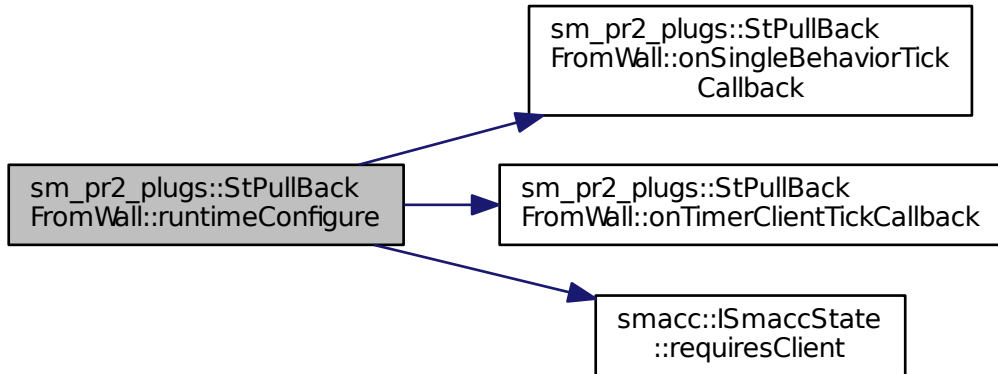 sm_pr2_plugs::StPullBack
FromWall::onSingleBehaviorTick
Callback
sm_pr2_plugs::StPullBack
FromWall::runtimeConfigure
sm_pr2_plugs::StPullBack
FromWall::onTimerClientTickCallback
smacc::ISmaccState
::requiresClient